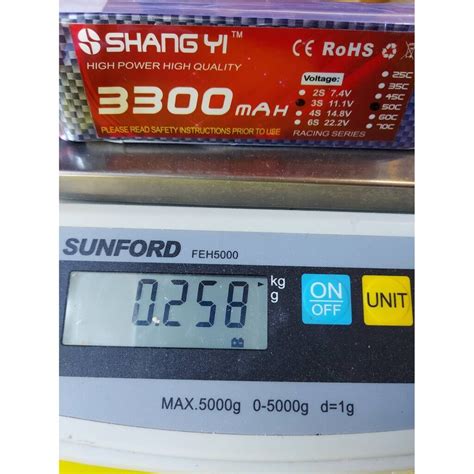 SHANG YI™
HIGH POWER HIGH QUALITY
3300mAH
PLEASE READ SAFETY INSTRUCTIONS PRIOR TO USE
CE RoHS
Voltage:
2S 7.4V
3S 11.1V
4S 14.8V
6S 22.2V
RACING SERIES
25C
35C
45C
50C
60C
70C
SUNFORD FEH5000
0.258
kg
g
ON
OFF
UNIT
MAX.5000g 0-5000g d=1g